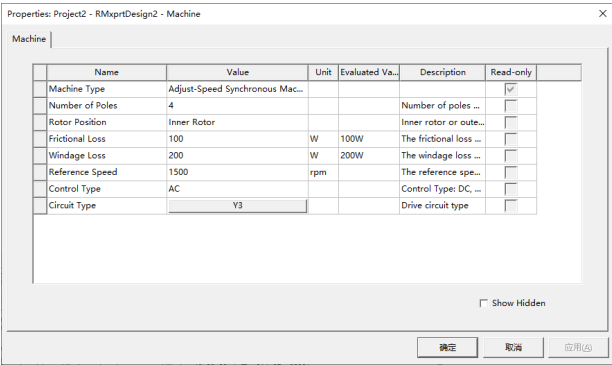 Properties: Project2 - RMxprtDesign2 - Machine
Machine
Name Value Unit Evaluated Va... Description Read-only
Machine Type Adjust-Speed Synchronous Mac...
Number of Poles 4 Number of poles ...
Rotor Position Inner Rotor Inner rotor or oute...
Frictional Loss 100 W 100W The frictional loss ...
Windage Loss 200 W 200W The windage loss ...
Reference Speed 1500 rpm The reference spe...
Control Type AC Control Type: DC, ...
Circuit Type Y3 Drive circuit type
Show Hidden
确定 取消 应用(A)